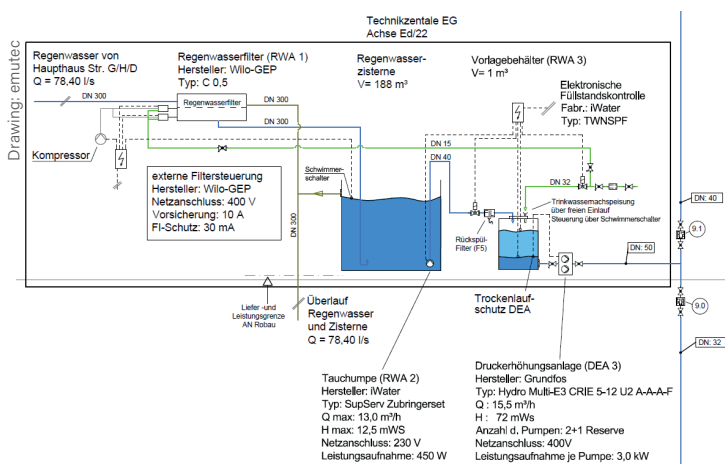 Drawing: emutec
Technikzentale EG
Achse Ed/22
Regenwasser von
Haupthaus Str. G/H/D
Q = 78,40 l/s
Regenwasserfilter (RWA 1)
Hersteller: Wilo-GEP
Typ: C 0,5
Regenwasser-
zisterne
V= 188 m³
Vorlagebehälter (RWA 3)
V= 1 m³
Elektronische
Füllstandskontrolle
Fabr.: iWater
Typ: TWNSPF
DN 300
Regenwasserfilter
DN 300
DN 300
Kompressor
DN 15
DN 40
DN 32
DN: 40
externe Filtersteuerung
Hersteller: Wilo-GEP
Netzanschluss: 400 V
Vorsicherung: 10 A
FI-Schutz: 30 mA
Schwimmer-
schalter
DN 300
Trinkwassernachspeisung
über freien Einlauf
Steuerung über Schwimmerschalter
Rückspül-
Filter (F5)
9.1
DN: 50
Liefer -und
Leistungsgrenze
AN Robau
Überlauf
Regenwasser
und Zisterne
Q = 78,40 l/s
Trockenlauf-
schutz DEA
9.0
DN: 32
Tauchumpe (RWA 2)
Hersteller: iWater
Typ: SupServ Zubringerset
Q max: 13,0 m³/h
H max: 12,5 mWS
Netzanschluss: 230 V
Leistungsaufnahme: 450 W
Druckerhöhungsanlage (DEA 3)
Hersteller: Grundfos
Typ: Hydro Multi-E3 CRIE 5-12 U2 A-A-A-F
Q : 15,5 m³/h
H : 72 mWs
Anzahl d. Pumpen: 2+1 Reserve
Netzanschluss: 400V
Leistungsaufnahme je Pumpe: 3,0 kW